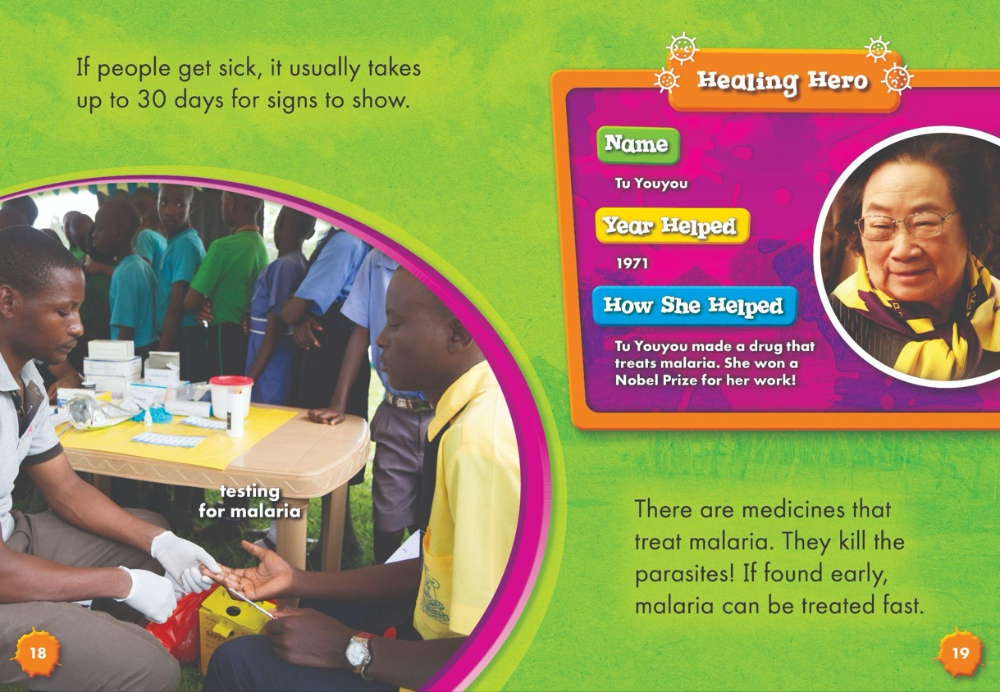 If people get sick, it usually takes
up to 30 days for signs to show.
testing
for malaria
18
Healing Hero
Name
Tu Youyou
Year Helped
1971
How She Helped
Tu Youyou made a drug that
treats malaria. She won a
Nobel Prize for her work!
There are medicines that
treat malaria. They kill the
parasites! If found early,
malaria can be treated fast.
19